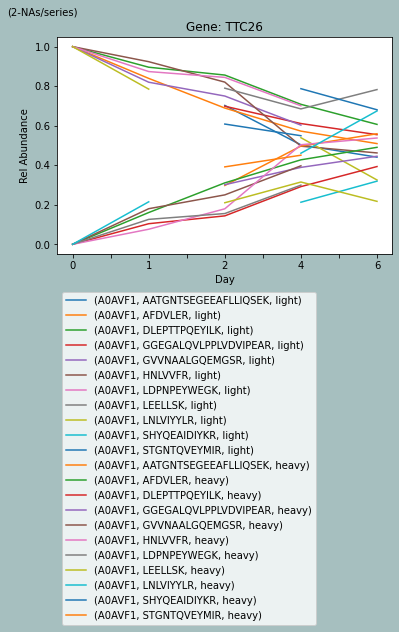 (2-NAs/series)
Gene: TTC26
Rel Abundance
1.0
0.8
0.6
0.4
0.2
0.0
0 1 2 4 6
Day
(A0AVF1, AATGNTSEGEEAFLLIQSEK, light)
(A0AVF1, AFDVLER, light)
(A0AVF1, DLEPTTPQEYILK, light)
(A0AVF1, GGEGALQVLPPLVDVIPEAR, light)
(A0AVF1, GVVNAALGQEMGSR, light)
(A0AVF1, HNLVVFR, light)
(A0AVF1, LDPNPEYWEGK, light)
(A0AVF1, LEELLSK, light)
(A0AVF1, LNLVIYYLR, light)
(A0AVF1, SHYQEAIDIYKR, light)
(A0AVF1, STGNTQVEYMIR, light)
(A0AVF1, AATGNTSEGEEAFLLIQSEK, heavy)
(A0AVF1, AFDVLER, heavy)
(A0AVF1, DLEPTTPQEYILK, heavy)
(A0AVF1, GGEGALQVLPPLVDVIPEAR, heavy)
(A0AVF1, GVVNAALGQEMGSR, heavy)
(A0AVF1, HNLVVFR, heavy)
(A0AVF1, LDPNPEYWEGK, heavy)
(A0AVF1, LEELLSK, heavy)
(A0AVF1, LNLVIYYLR, heavy)
(A0AVF1, SHYQEAIDIYKR, heavy)
(A0AVF1, STGNTQVEYMIR, heavy)